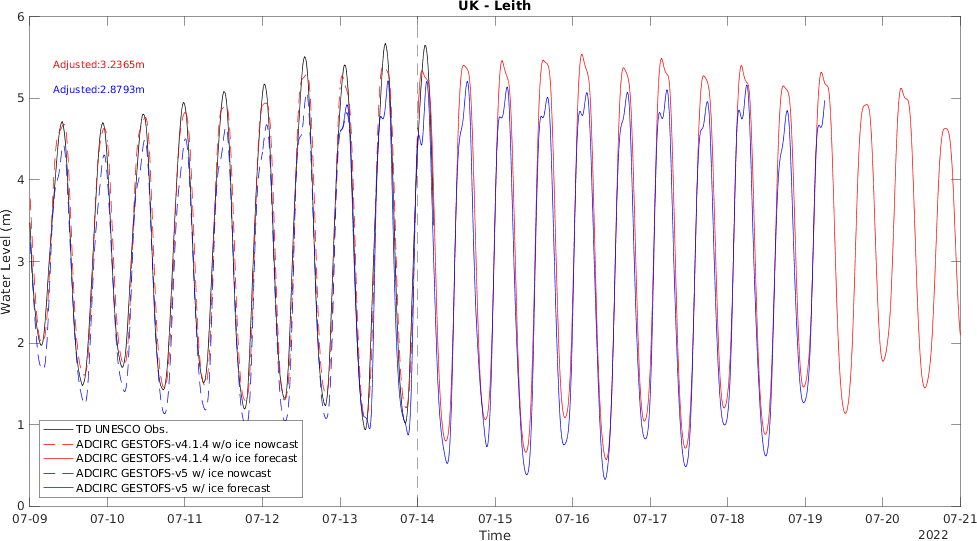 UK - Leith
6
5
4
3
2
1
0
Water Level (m)
Adjusted:3.2365m
Adjusted:2.8793m
TD UNESCO Obs.
ADCIRC GESTOFS-v4.1.4 w/o ice nowcast
ADCIRC GESTOFS-v4.1.4 w/o ice forecast
ADCIRC GESTOFS-v5 w/ ice nowcast
ADCIRC GESTOFS-v5 w/ ice forecast
07-09 07-10 07-11 07-12 07-13 07-14 07-15 07-16 07-17 07-18 07-19 07-20 07-21
Time
2022